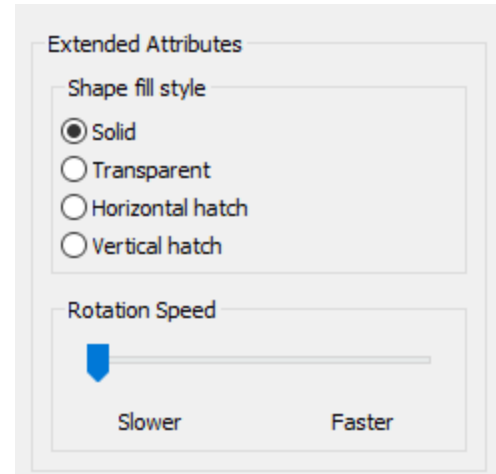 Extended Attributes
Shape fill style
Solid
Transparent
Horizontal hatch
Vertical hatch
Rotation Speed
Slower Faster